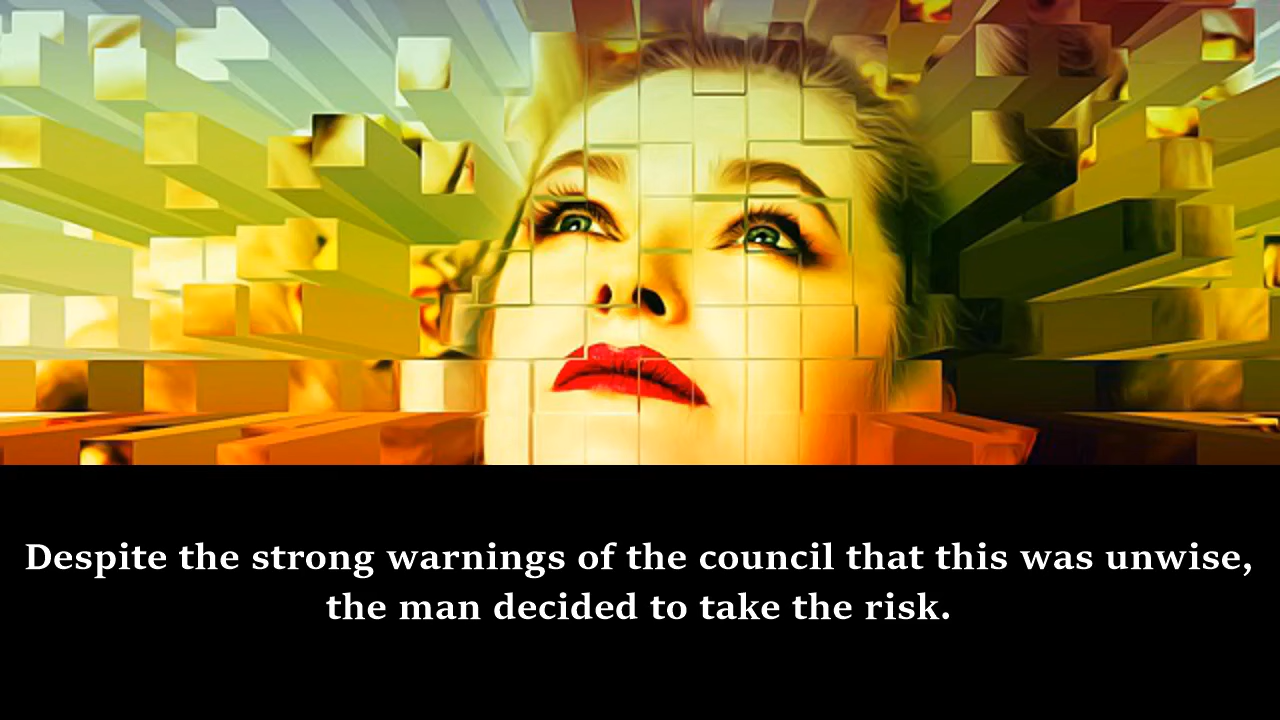 Despite the strong warnings of the council that this was unwise,
the man decided to take the risk.